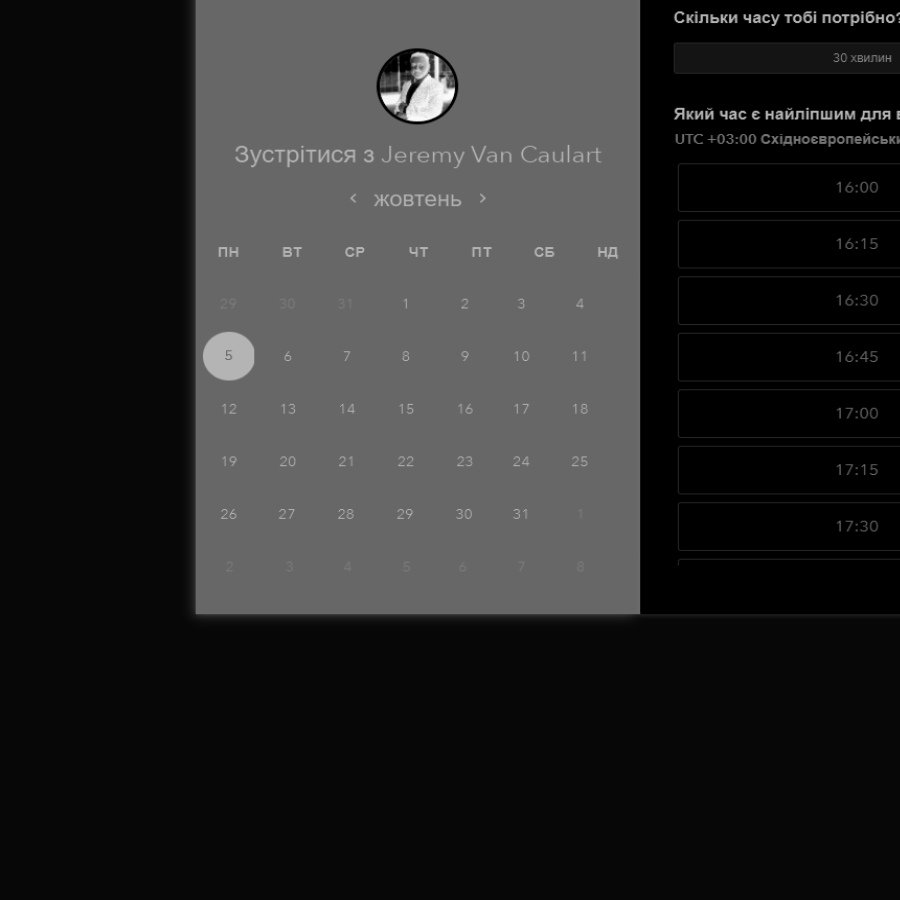 Зустрітися з Jeremy Van Caulart
жовтень
ПН ВТ СР ЧТ ПТ СБ НД
29 30 31 1 2 3 4
5 6 7 8 9 10 11
12 13 14 15 16 17 18
19 20 21 22 23 24 25
26 27 28 29 30 31 1
2 3 4 5 6 7 8
Скільки часу тобі потрібно?
30 хвилин
Який час є найліпшим для
UTC +03:00
16:00
16:15
16:30
16:45
17:00
17:15
17:30